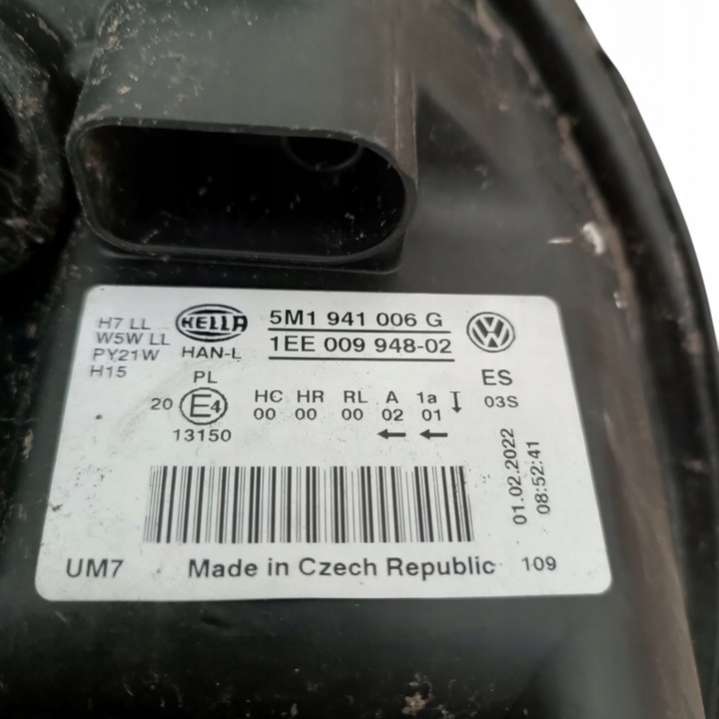 H7 LL
W5W LL
PY21W
H15
HELLA
HAN-L
5M1 941 006 G
1EE 009 948-02
VW
PL
20 E4
13150
HC HR RL A 1a
00 00 00 02 01
ES
03S
01.02.2022
08:52:41
UM7 Made in Czech Republic 109